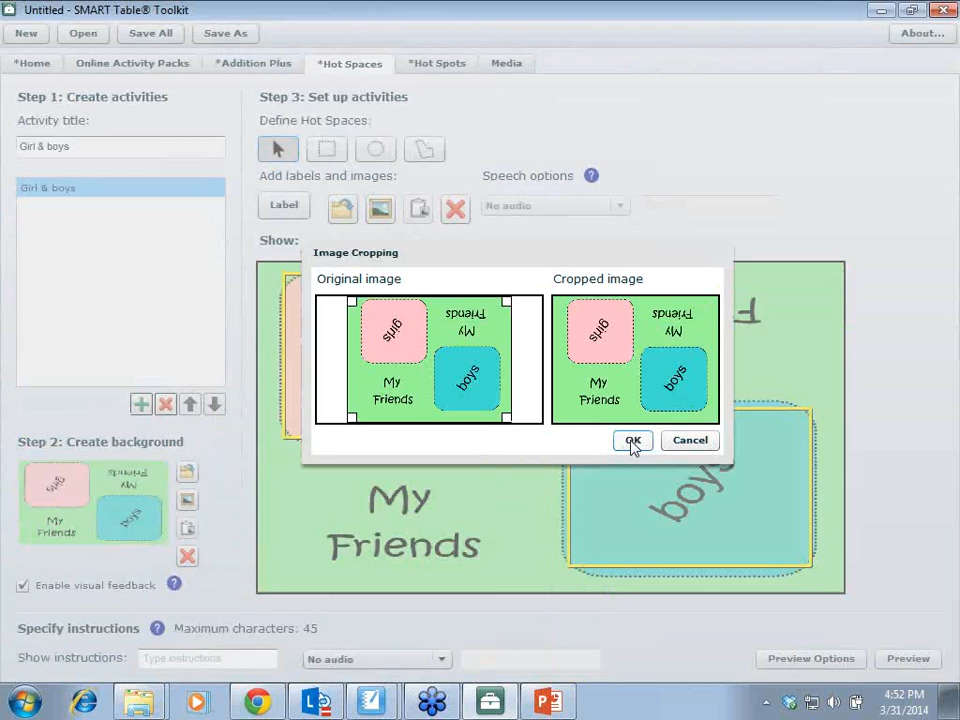 Untitled - SMART Table® Toolkit
New Open Save All Save As About...
*Home Online Activity Packs *Addition Plus *Hot Spaces *Hot Spots Media
Step 1: Create activities
Activity title:
Girl & boys
Girl & boys
Step 2: Create background
girls
My
Friends
My
Friends
boys
Enable visual feedback ?
Step 3: Set up activities
Define Hot Spaces:
Add labels and images:
Speech options ?
Label
No audio
Show:
Image Cropping
Original image
Cropped image
girls
My
Friends
My
Friends
boys
girls
My
Friends
My
Friends
boys
OK Cancel
My
Friends
boys
Specify instructions ? Maximum characters: 45
Show instructions: Type instructions No audio Preview Options Preview
4:52 PM
3/31/2014